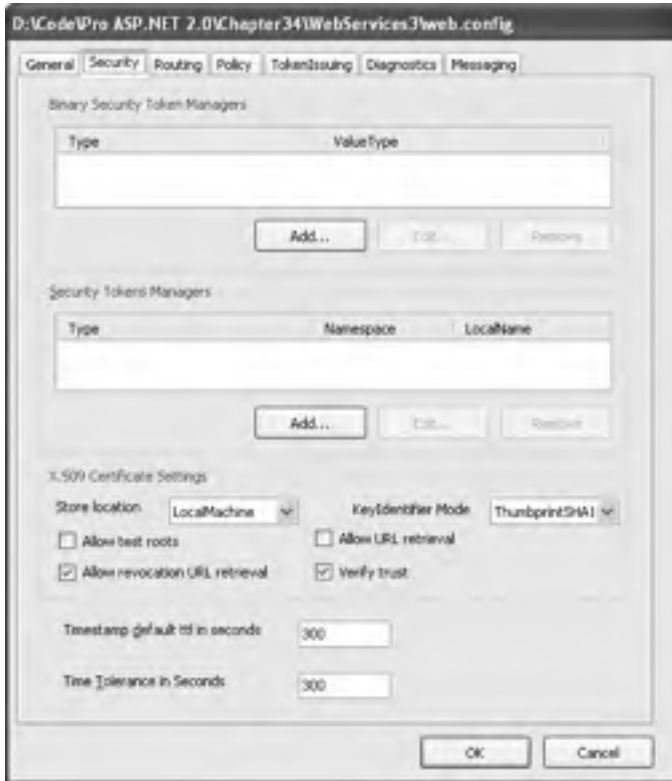 D:\Code\Pro ASP.NET 2.0\Chapter34\WebServices3\web.config
General Security Routing Policy TokenIssuing Diagnostics Messaging
Binary Security Token Managers
Type ValueType
Add... Edit... Remove
Security Tokens Managers
Type Namespace LocalName
Add... Edit... Remove
X.509 Certificate Settings
Store location LocalMachine KeyIdentifier Mode ThumbprintSHA1
Allow test roots Allow URL retrieval
Allow revocation URL retrieval Verify trust
Timestamp default ttl in seconds 300
Time Tolerance in Seconds 300
OK Cancel